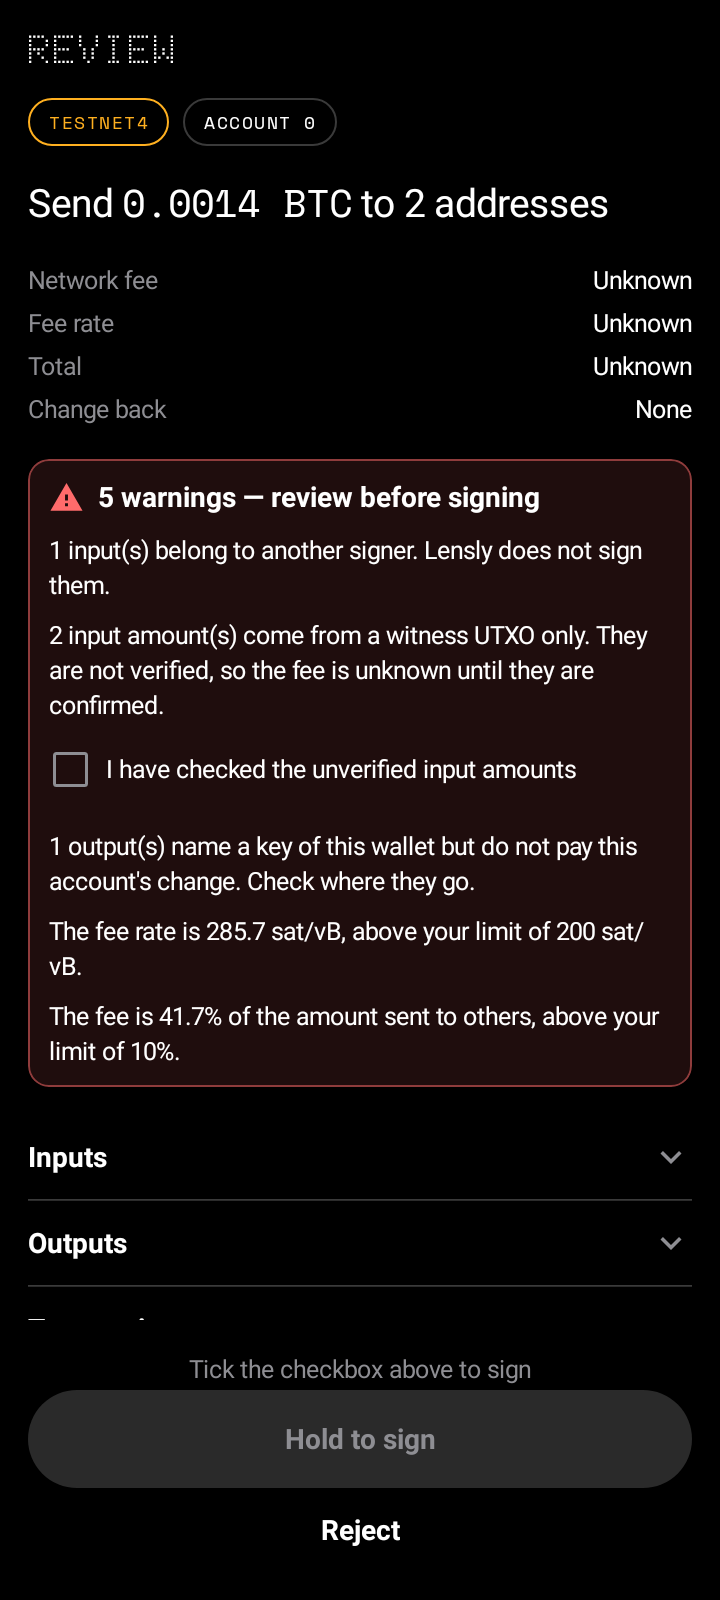 REVIEW
TESTNET4 ACCOUNT 0
Send 0.0014 BTC to 2 addresses
Network fee Unknown
Fee rate Unknown
Total Unknown
Change back None
5 warnings — review before signing
1 input(s) belong to another signer. Lensly does not sign
them.
2 input amount(s) come from a witness UTXO only. They
are not verified, so the fee is unknown until they are
confirmed.
I have checked the unverified input amounts
1 output(s) name a key of this wallet but do not pay this
account's change. Check where they go.
The fee rate is 285.7 sat/vB, above your limit of 200 sat/
vB.
The fee is 41.7% of the amount sent to others, above your
limit of 10%.
Inputs
Outputs
Tick the checkbox above to sign
Hold to sign
Reject